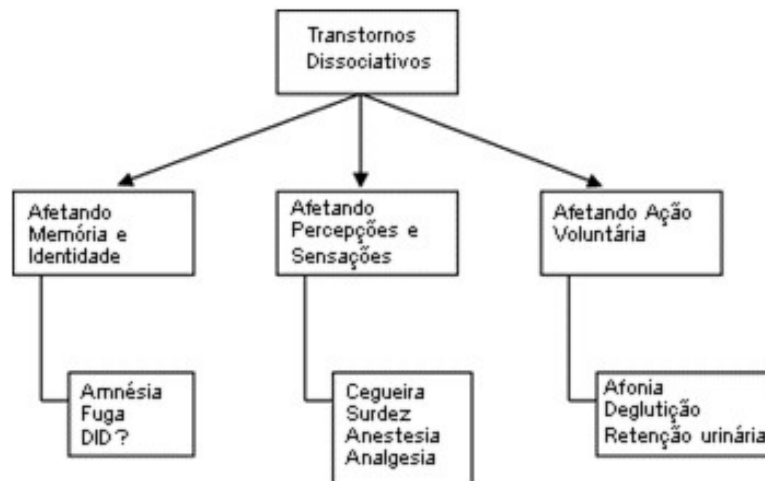 Transtornos
Dissociativos
Afetando
Memória e
Identidade
Afetando
Percepções e
Sensações
Afetando Ação
Voluntária
Amnésia
Fuga
DID?
Cegueira
Surdez
Anestesia
Analgesia
Afonia
Deglutição
Retenção urinária